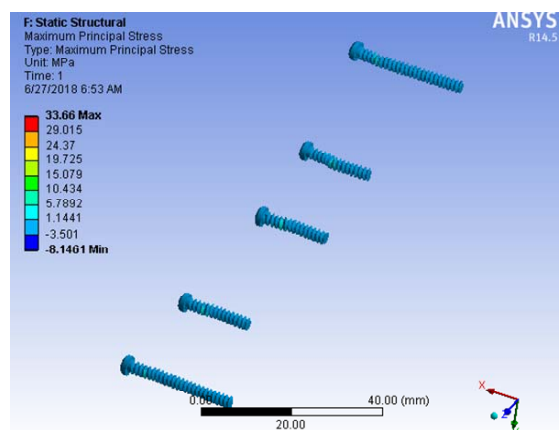 F: Static Structural
Maximum Principal Stress
Type: Maximum Principal Stress
Unit: MPa
Time: 1
6/27/2018 6:53 AM
ANSYS
R14.5
33.66 Max
29.015
24.37
19.725
15.079
10.434
5.7892
1.1441
-3.501
-8.1461 Min
0.00
40.00 (mm)
20.00
X
Z